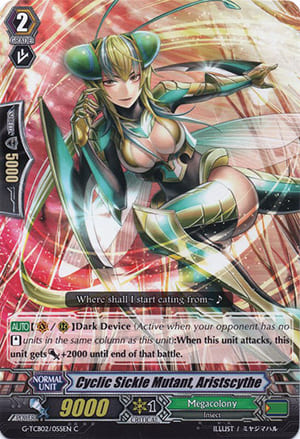 2
GRADE
SHIELD
5000
Where shall I start eating from~♪
AUTO [ / ]Dark Device (Active when your opponent has no
units in the same column as this unit):When this unit attacks, this
unit gets +2000 until end of that battle.
NORMAL
UNIT
Cyclic Sickle Mutant, Aristscythe
POWER
9000
1
CRITICAL
Megacolony
Insect
G-TCB02/055EN C
ILLUST / ミヤジマハル